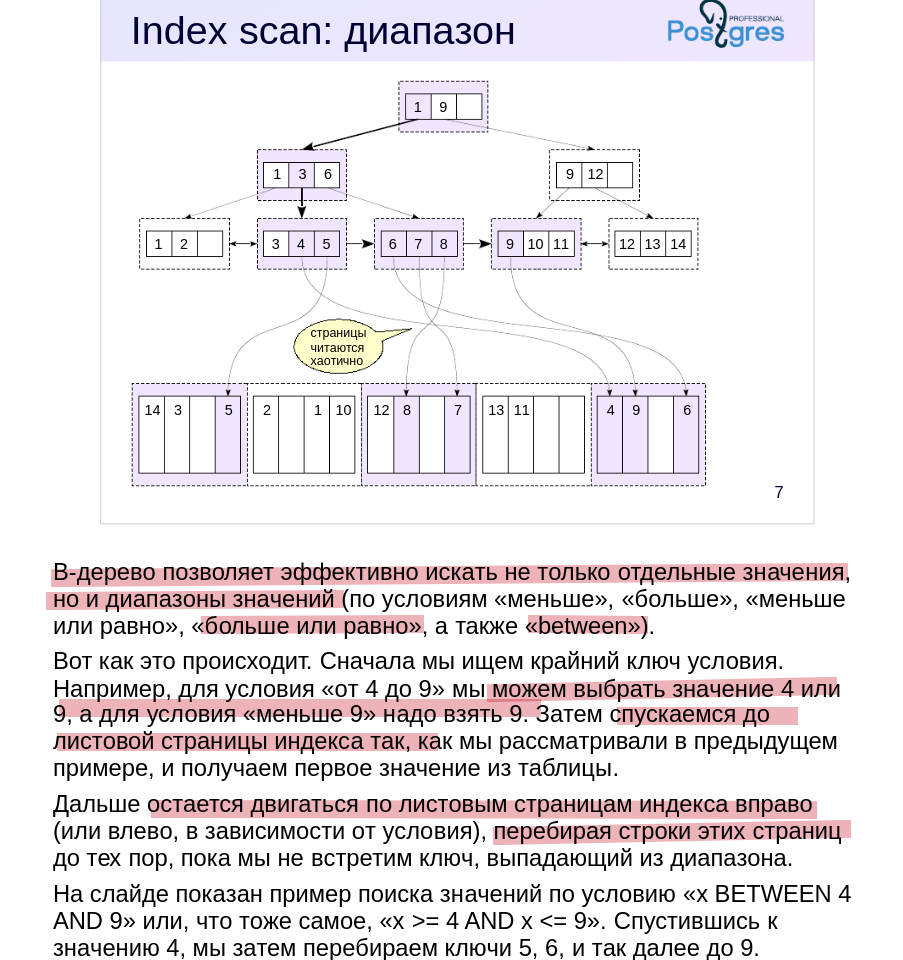 Index scan: диапазон
PROFESSIONAL
Postgres
1 9
1 3 6
9 12
1 2
3 4 5
6 7 8
9 10 11
12 13 14
страницы
читаются
хаотично
14 3 5
2 1 10
12 8 7
13 11
4 9 6
7
B-дерево позволяет эффективно искать не только отдельные значения,
но и диапазоны значений (по условиям «меньше», «больше», «меньше
или равно», «больше или равно», а также «between»).
Вот как это происходит. Сначала мы ищем крайний ключ условия.
Например, для условия «от 4 до 9» мы можем выбрать значение 4 или
9, а для условия «меньше 9» надо взять 9. Затем спускаемся до
листовой страницы индекса так, как мы рассматривали в предыдущем
примере, и получаем первое значение из таблицы.
Дальше остается двигаться по листовым страницам индекса вправо
(или влево, в зависимости от условия), перебирая строки этих страниц
до тех пор, пока мы не встретим ключ, выпадающий из диапазона.
На слайде показан пример поиска значений по условию «x BETWEEN 4
AND 9» или, что тоже самое, «x >= 4 AND x <= 9». Спустившись к
значению 4, мы затем перебираем ключи 5, 6, и так далее до 9.